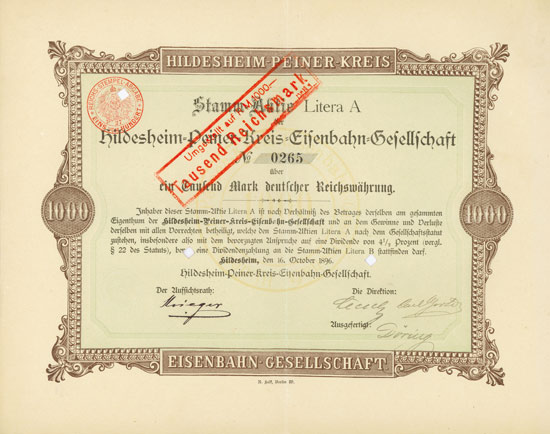 HILDESHEIM-PEINER-KREIS
Stamm-Aktie Litera A
Umgestellt auf RM 1000.—
Tausend Reichsmark
Hildesheim-Peiner-Kreis-Eisenbahn-Gesellschaft
No 0265
über
ein Tausend Mark deutscher Reichswährung.
1000
1000
Inhaber dieser Stamm-Aktie Litera A ist nach Verhältniß des Betrages derselben am gesammten
Eigenthum der Hildesheim-Peiner-Kreis-Eisenbahn-Gesellschaft und an dem Gewinne und Verluste
derselben mit allen Vorrechten betheiligt, welche den Stamm-Aktien Litera A nach dem Gesellschaftsstatut
zustehen, insbesondere also mit dem bevorzugten Anspruche auf eine Dividende von 4½ Prozent (vergl.
§ 22 des Statuts), bevor eine Dividendenzahlung an die Stamm-Aktien Litera B stattfinden darf.
Hildesheim, den 16. October 1896.
Hildesheim-Peiner-Kreis-Eisenbahn-Gesellschaft.
Der Aufsichtsrath:
Die Direktion:
Krieger
Ausgefertigt:
Döring
EISENBAHN-GESELLSCHAFT